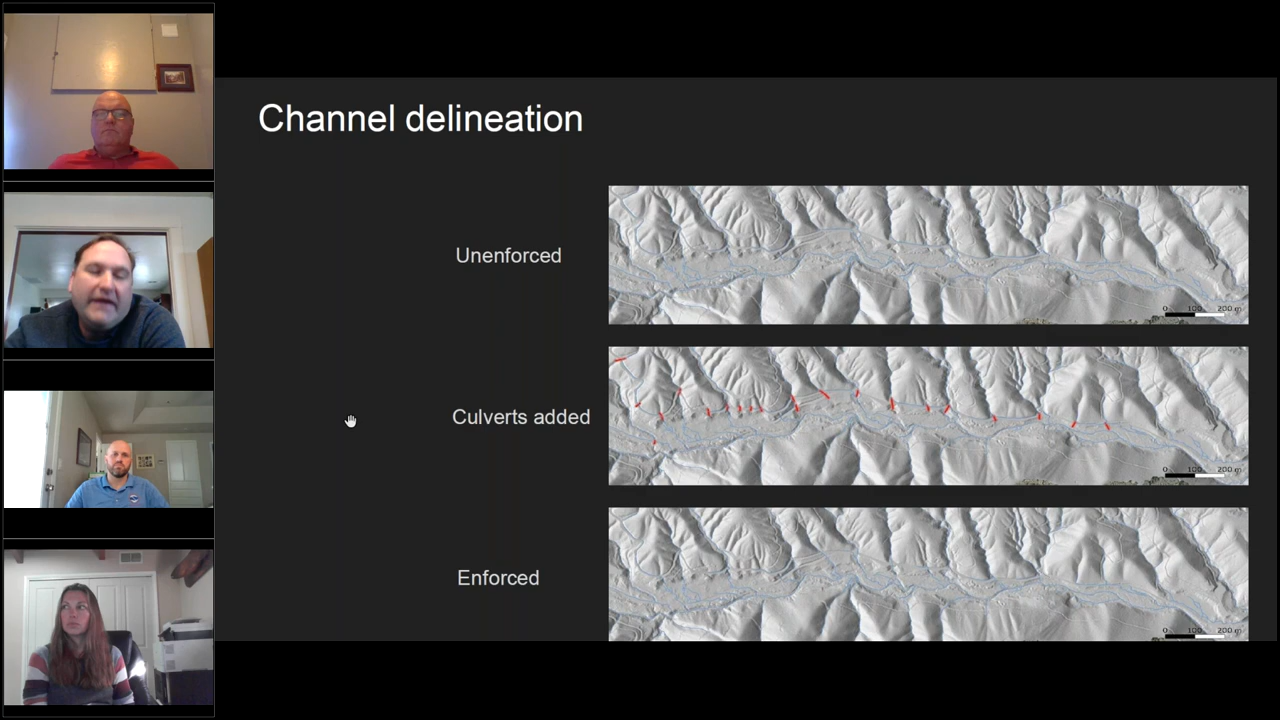 Channel delineation
Unenforced
0 100 200 m
Culverts added
0 100 200 m
Enforced
0 100 200 m